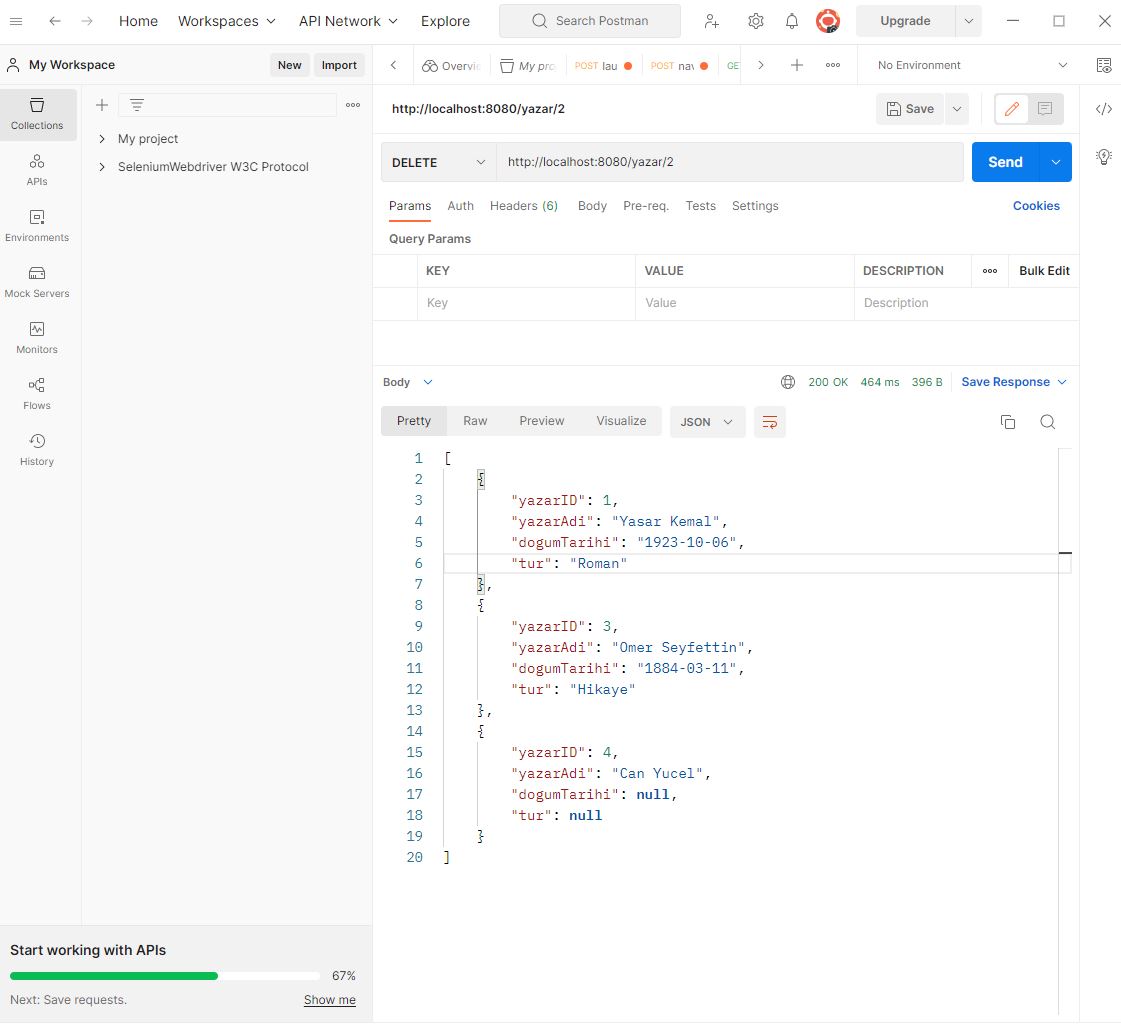 Home Workspaces API Network Explore Search Postman Upgrade
My Workspace New Import Overvie My pro POST lau POST nav GE No Environment
Collections
APIs
Environments
Mock Servers
Monitors
Flows
History
My project
SeleniumWebdriver W3C Protocol
http://localhost:8080/yazar/2 Save
DELETE http://localhost:8080/yazar/2 Send
Params Auth Headers (6) Body Pre-req. Tests Settings Cookies
Query Params
KEY VALUE DESCRIPTION Bulk Edit
Key Value Description
Body 200 OK 464 ms 396 B Save Response
Pretty Raw Preview Visualize JSON
1 [
2 {
3 "yazarID": 1,
4 "yazarAdi": "Yasar Kemal",
5 "dogumTarihi": "1923-10-06",
6 "tur": "Roman"
7 },
8 {
9 "yazarID": 3,
10 "yazarAdi": "Omer Seyfettin",
11 "dogumTarihi": "1884-03-11",
12 "tur": "Hikaye"
13 },
14 {
15 "yazarID": 4,
16 "yazarAdi": "Can Yucel",
17 "dogumTarihi": null,
18 "tur": null
19 }
20 ]
Start working with APIs
67%
Next: Save requests. Show me